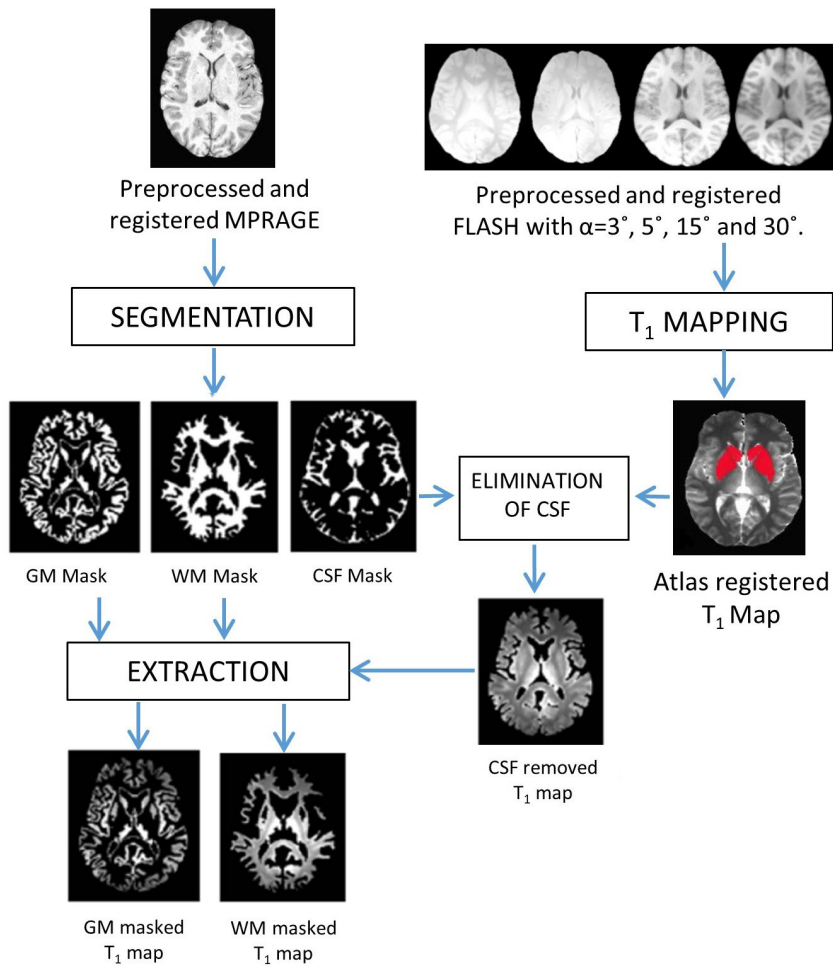 Preprocessed and
registered MPRAGE
Preprocessed and registered
FLASH with α=3˚, 5˚, 15˚ and 30˚.
SEGMENTATION
T₁ MAPPING
GM Mask
WM Mask
CSF Mask
ELIMINATION
OF CSF
Atlas registered
T₁ Map
EXTRACTION
CSF removed
T₁ map
GM masked
T₁ map
WM masked
T₁ map